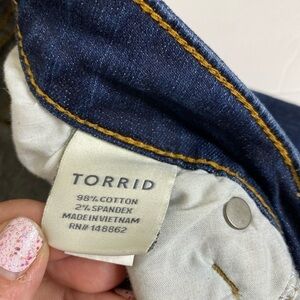 TORRID
98% COTTON
2% SPANDEX
MADE IN VIETNAM
RN# 148862